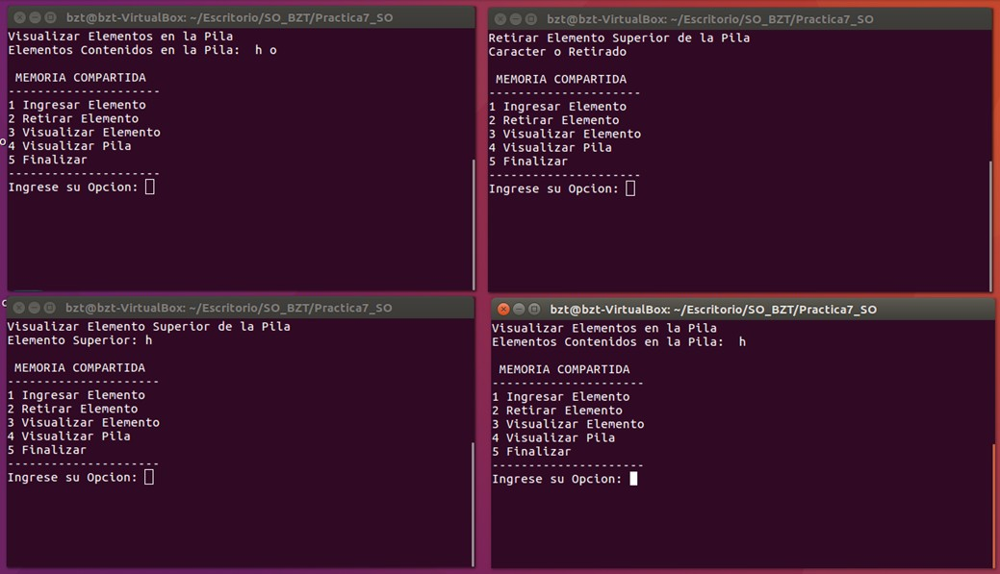 bzt@bzt-VirtualBox: ~/Escritorio/SO_BZT/Practica7_SO
Visualizar Elementos en la Pila
Elementos Contenidos en la Pila:  h o
MEMORIA COMPARTIDA
----------------------
1 Ingresar Elemento
2 Retirar Elemento
3 Visualizar Elemento
4 Visualizar Pila
5 Finalizar
----------------------
Ingrese su Opcion:
bzt@bzt-VirtualBox: ~/Escritorio/SO_BZT/Practica7_SO
Retirar Elemento Superior de la Pila
Caracter o Retirado
MEMORIA COMPARTIDA
----------------------
1 Ingresar Elemento
2 Retirar Elemento
3 Visualizar Elemento
4 Visualizar Pila
5 Finalizar
----------------------
Ingrese su Opcion:
bzt@bzt-VirtualBox: ~/Escritorio/SO_BZT/Practica7_SO
Visualizar Elemento Superior de la Pila
Elemento Superior: h
MEMORIA COMPARTIDA
----------------------
1 Ingresar Elemento
2 Retirar Elemento
3 Visualizar Elemento
4 Visualizar Pila
5 Finalizar
----------------------
Ingrese su Opcion:
bzt@bzt-VirtualBox: ~/Escritorio/SO_BZT/Practica7_SO
Visualizar Elementos en la Pila
Elementos Contenidos en la Pila:  h
MEMORIA COMPARTIDA
----------------------
1 Ingresar Elemento
2 Retirar Elemento
3 Visualizar Elemento
4 Visualizar Pila
5 Finalizar
----------------------
Ingrese su Opcion: